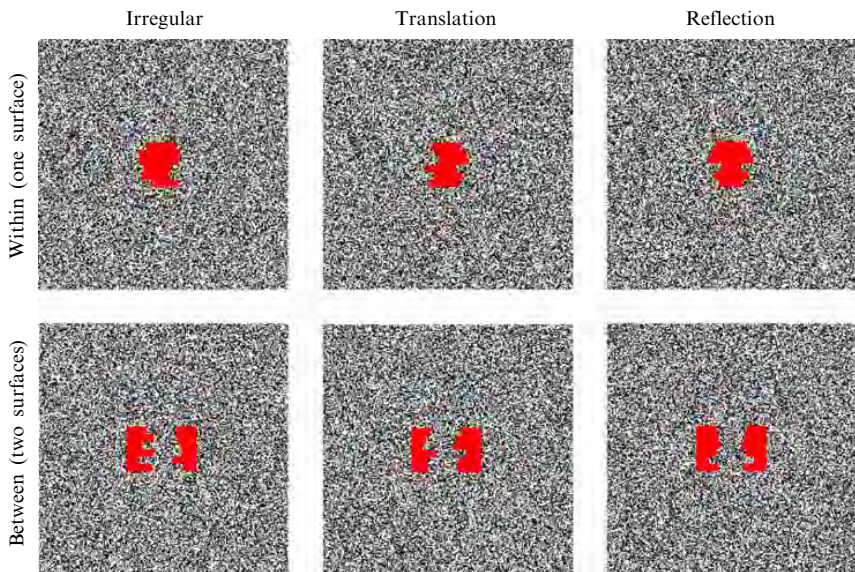 Irregular
Translation
Reflection
Within (one surface)
Between (two surfaces)